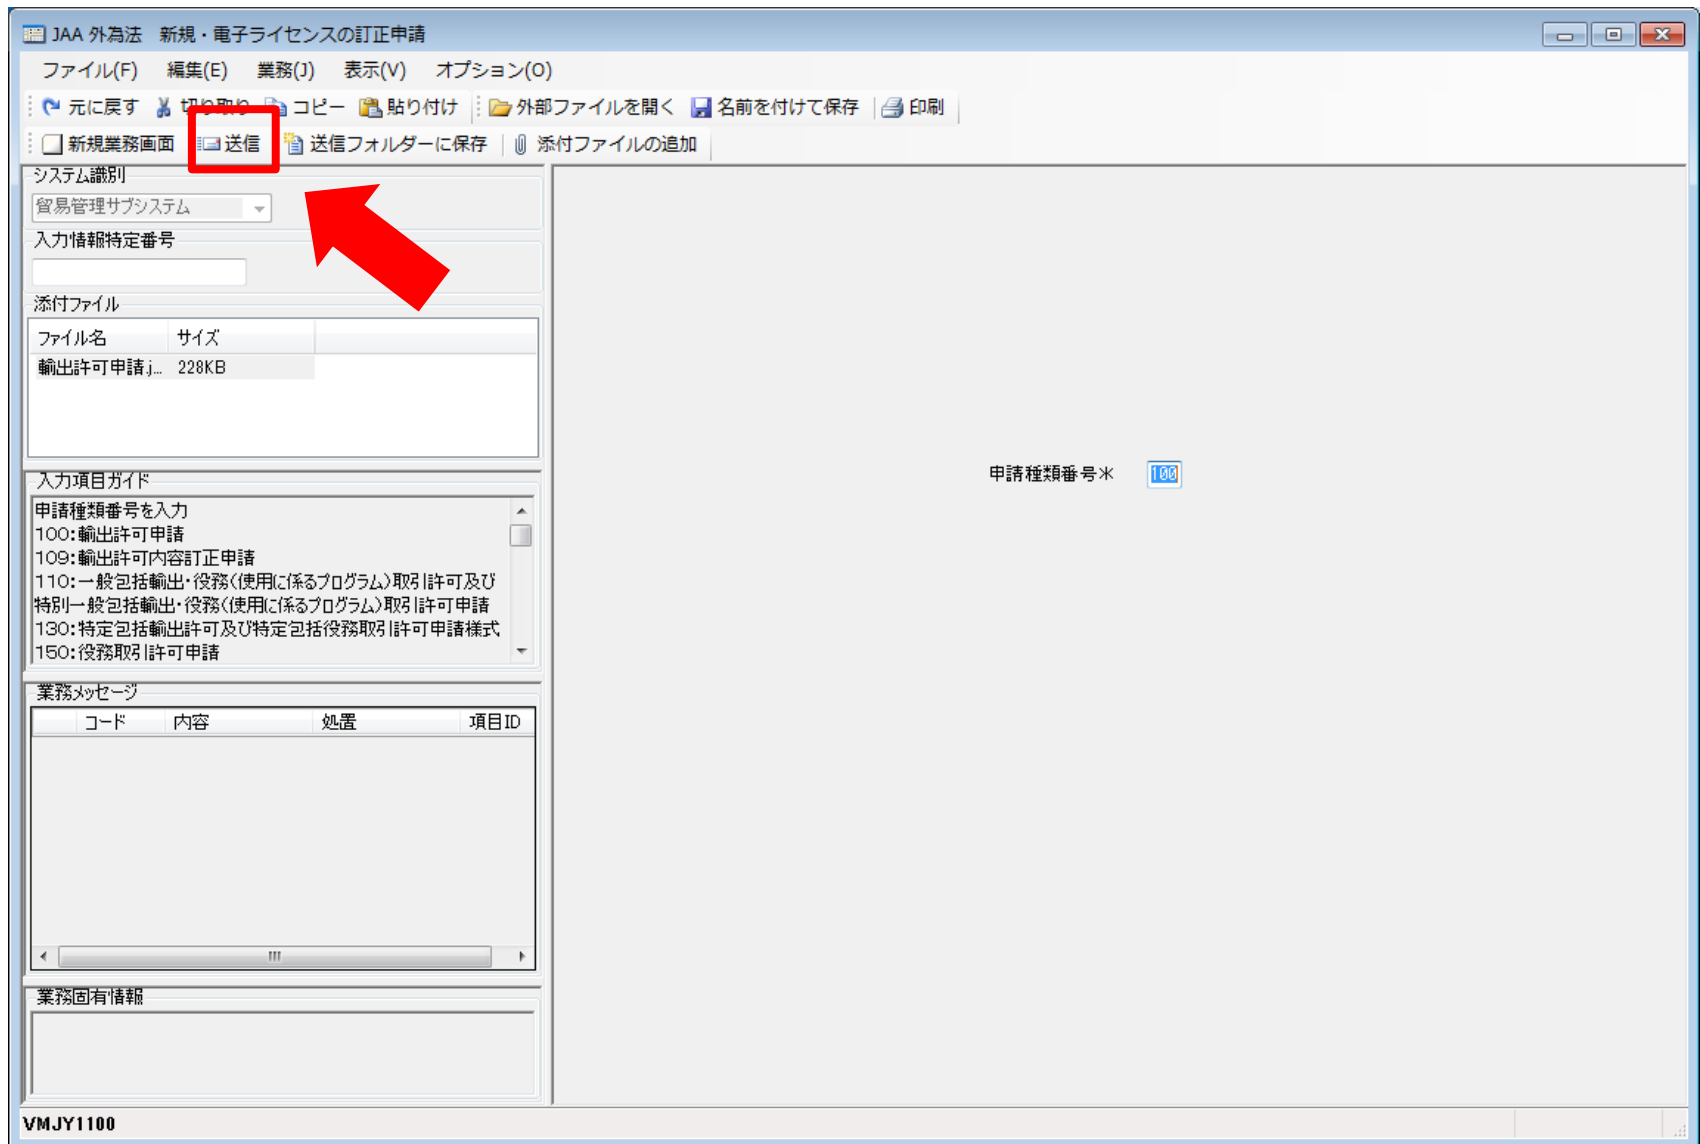 JAA 外為法　新規・電子ライセンスの訂正申請
ファイル(F) 編集(E) 業務(J) 表示(V) オプション(O)
元に戻す 切り取り コピー 貼り付け 外部ファイルを開く 名前を付けて保存 印刷
新規業務画面 送信 送信フォルダーに保存 添付ファイルの追加
システム識別
貿易管理サブシステム
入力情報特定番号
添付ファイル
ファイル名 サイズ
輸出許可申請.j... 228KB
申請種類番号＊ 100
入力項目ガイド
申請種類番号を入力
100:輸出許可申請
109:輸出許可内容訂正申請
110:一般包括輸出・役務(使用に係るプログラム)取引許可及び
特別一般包括輸出・役務(使用に係るプログラム)取引許可申請
130:特定包括輸出許可及び特定包括役務取引許可申請様式
150:役務取引許可申請
業務メッセージ
コード 内容 処置 項目ID
業務固有情報
VMJY1100